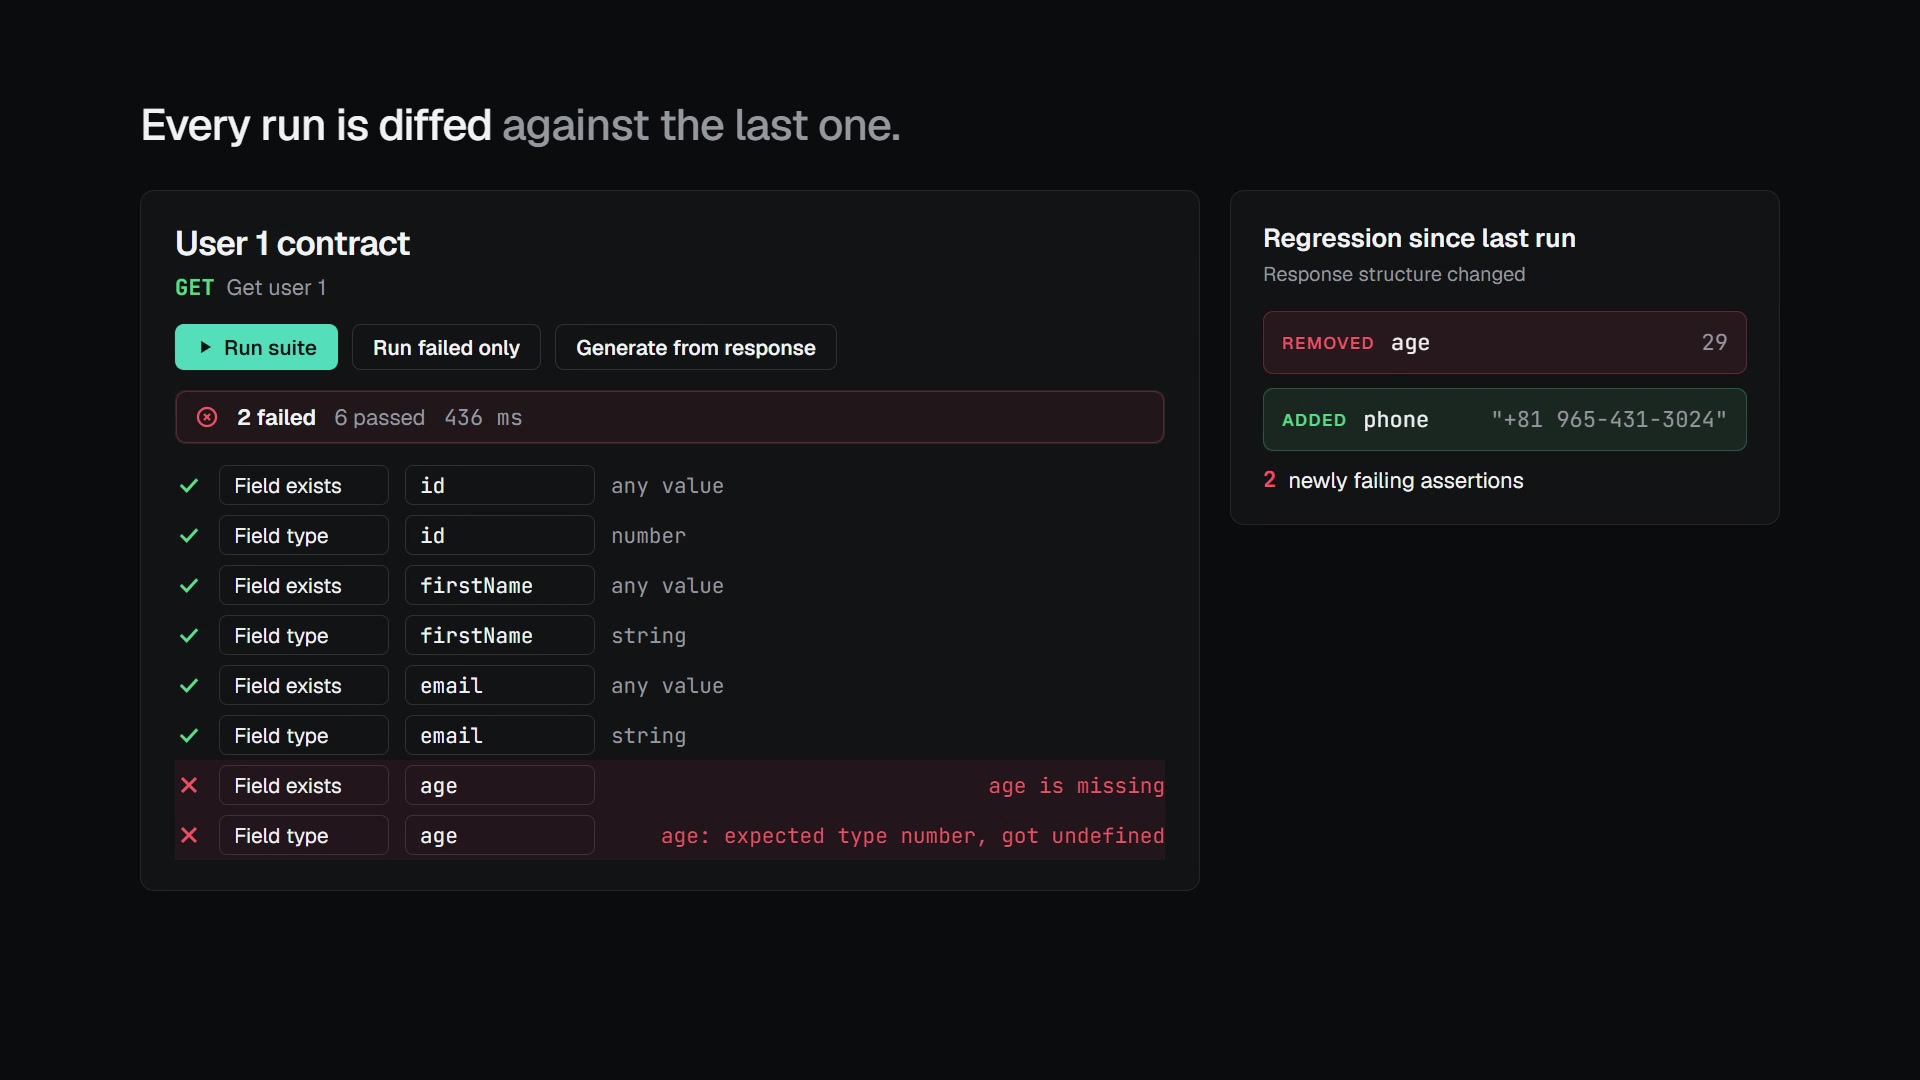 Every run is diffed against the last one.
User 1 contract
GET Get user 1
Run suite
Run failed only
Generate from response
2 failed 6 passed 436 ms
Field exists id any value
Field type id number
Field exists firstName any value
Field type firstName string
Field exists email any value
Field type email string
Field exists age age is missing
Field type age age: expected type number, got undefined
Regression since last run
Response structure changed
REMOVED age 29
ADDED phone "+81 965-431-3024"
2 newly failing assertions